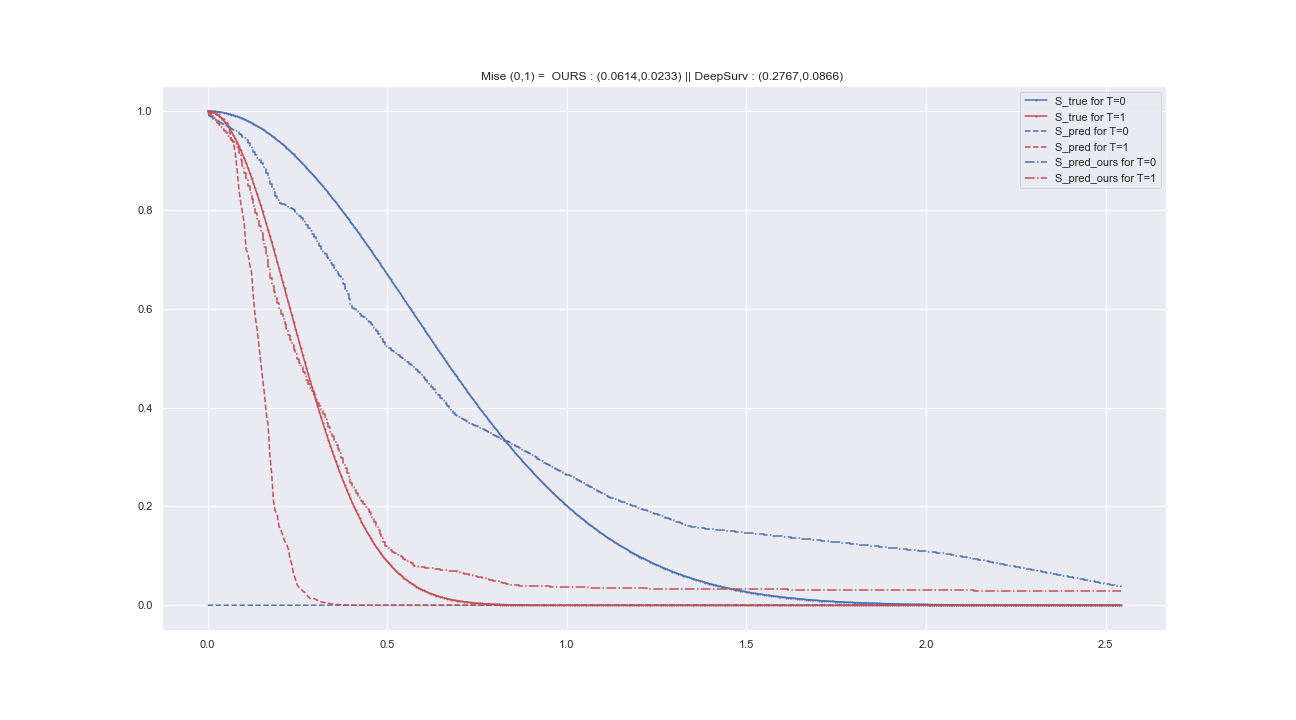 Mise (0,1) =  OURS : (0.0614,0.0233) || DeepSurv : (0.2767,0.0866)
S_true for T=0
S_true for T=1
S_pred for T=0
S_pred for T=1
S_pred_ours for T=0
S_pred_ours for T=1
1.0
0.8
0.6
0.4
0.2
0.0
0.0 0.5 1.0 1.5 2.0 2.5